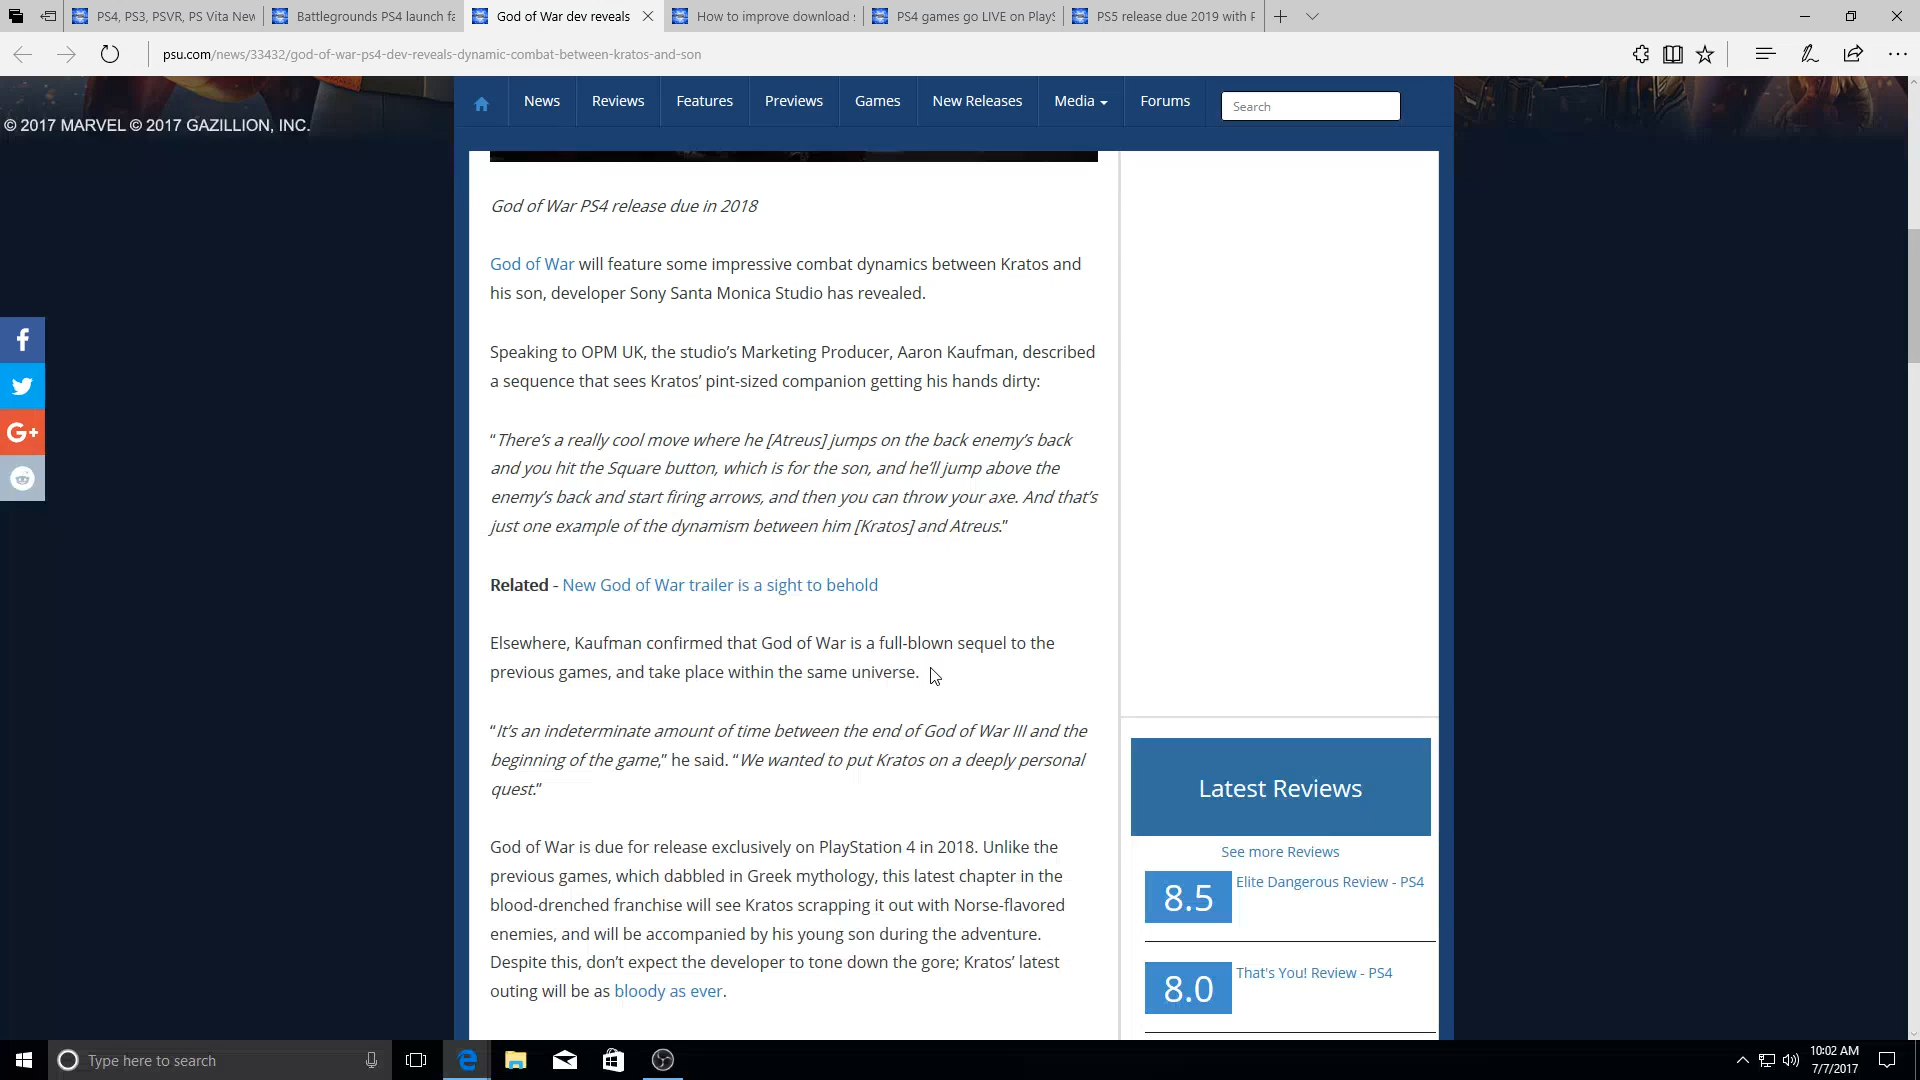 PS4, PS3, PSVR, PS Vita New
Battlegrounds PS4 launch fa
God of War dev reveals
How to improve download s
PS4 games go LIVE on PlayS
PS5 release due 2019 with P
psu.com/news/33432/god-of-war-ps4-dev-reveals-dynamic-combat-between-kratos-and-son
News
Reviews
Features
Previews
Games
New Releases
Media
Forums
Search
© 2017 MARVEL © 2017 GAZILLION, INC.
God of War PS4 release due in 2018
God of War will feature some impressive combat dynamics between Kratos and
his son, developer Sony Santa Monica Studio has revealed.
Speaking to OPM UK, the studio’s Marketing Producer, Aaron Kaufman, described
a sequence that sees Kratos’ pint-sized companion getting his hands dirty:
“There’s a really cool move where he [Atreus] jumps on the back enemy’s back
and you hit the Square button, which is for the son, and he’ll jump above the
enemy’s back and start firing arrows, and then you can throw your axe. And that’s
just one example of the dynamism between him [Kratos] and Atreus.”
Related - New God of War trailer is a sight to behold
Elsewhere, Kaufman confirmed that God of War is a full-blown sequel to the
previous games, and take place within the same universe.
“It’s an indeterminate amount of time between the end of God of War III and the
beginning of the game,” he said. “We wanted to put Kratos on a deeply personal
quest.”
God of War is due for release exclusively on PlayStation 4 in 2018. Unlike the
previous games, which dabbled in Greek mythology, this latest chapter in the
blood-drenched franchise will see Kratos scrapping it out with Norse-flavored
enemies, and will be accompanied by his young son during the adventure.
Despite this, don’t expect the developer to tone down the gore; Kratos’ latest
outing will be as bloody as ever.
Latest Reviews
See more Reviews
8.5
Elite Dangerous Review - PS4
8.0
That's You! Review - PS4
Type here to search
10:02 AM
7/7/2017